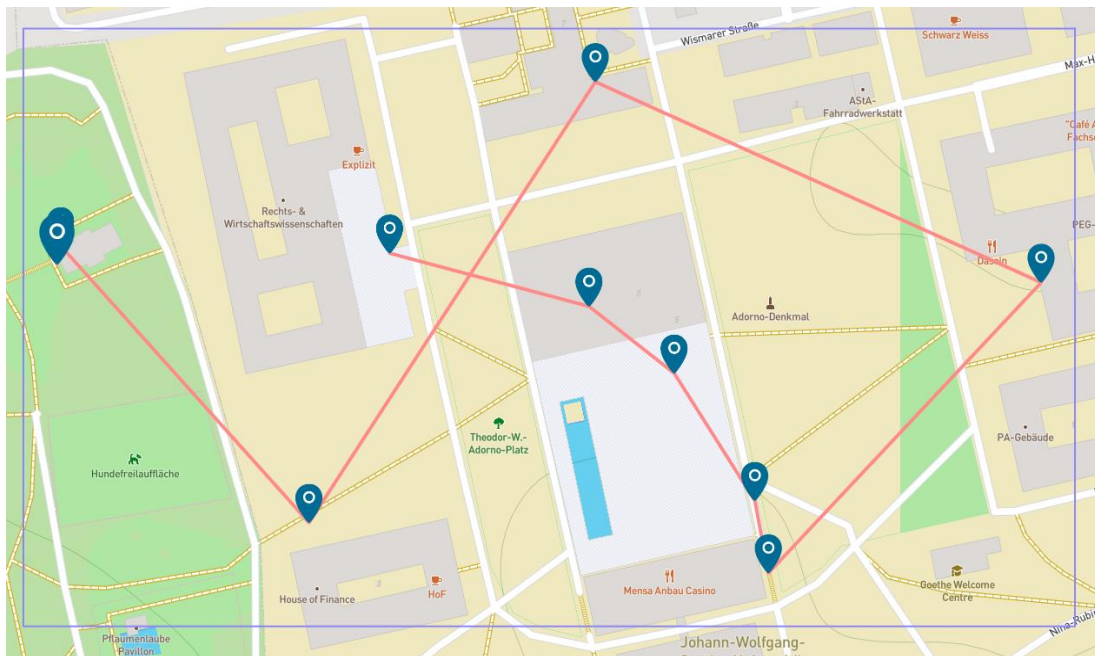 Wismarer Straße
Schwarz Weiss
Max-H
AStA-
Fahrradwerkstatt
"Café A
Fachsc
Explizit
Rechts- &
Wirtschaftswissenschaften
PEG-
Dasein
Adorno-Denkmal
Theodor-W.-
Adorno-Platz
PA-Gebäude
Hundefreilauffläche
Goethe Welcome
Centre
Mensa Anbau Casino
House of Finance
HoF
Nina-Rubin
Pflaumenlaube
Pavillon
Johann-Wolfgang-